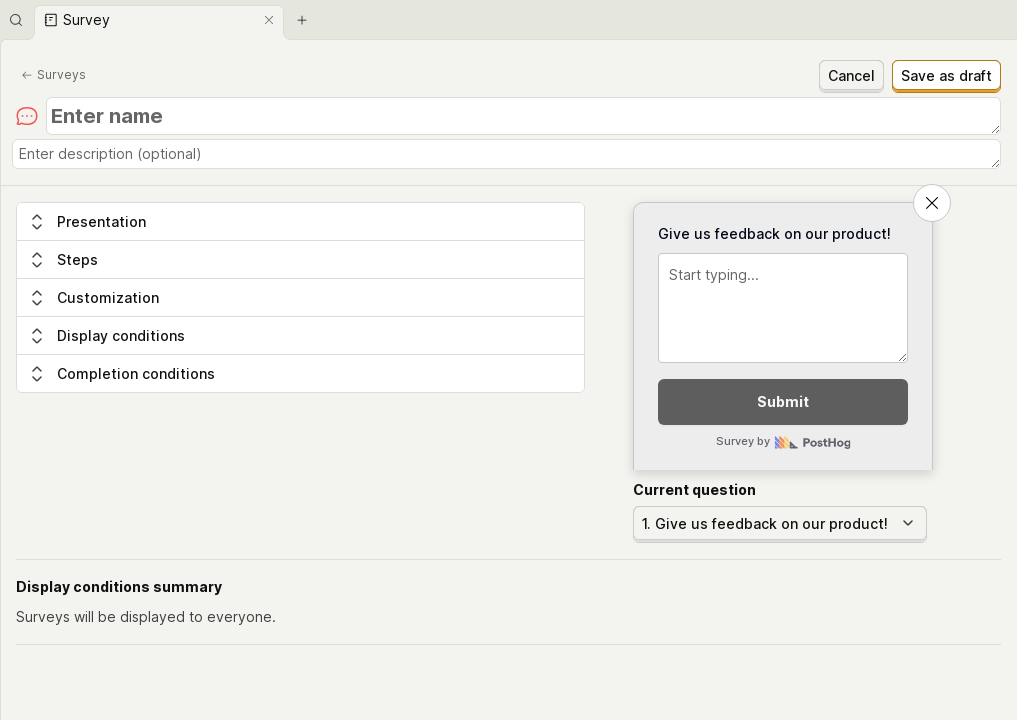 Survey
Surveys
Cancel
Save as draft
Enter name
Enter description (optional)
Presentation
Steps
Customization
Display conditions
Completion conditions
Give us feedback on our product!
Start typing...
Submit
Survey by PostHog
Current question
1. Give us feedback on our product!
Display conditions summary
Surveys will be displayed to everyone.